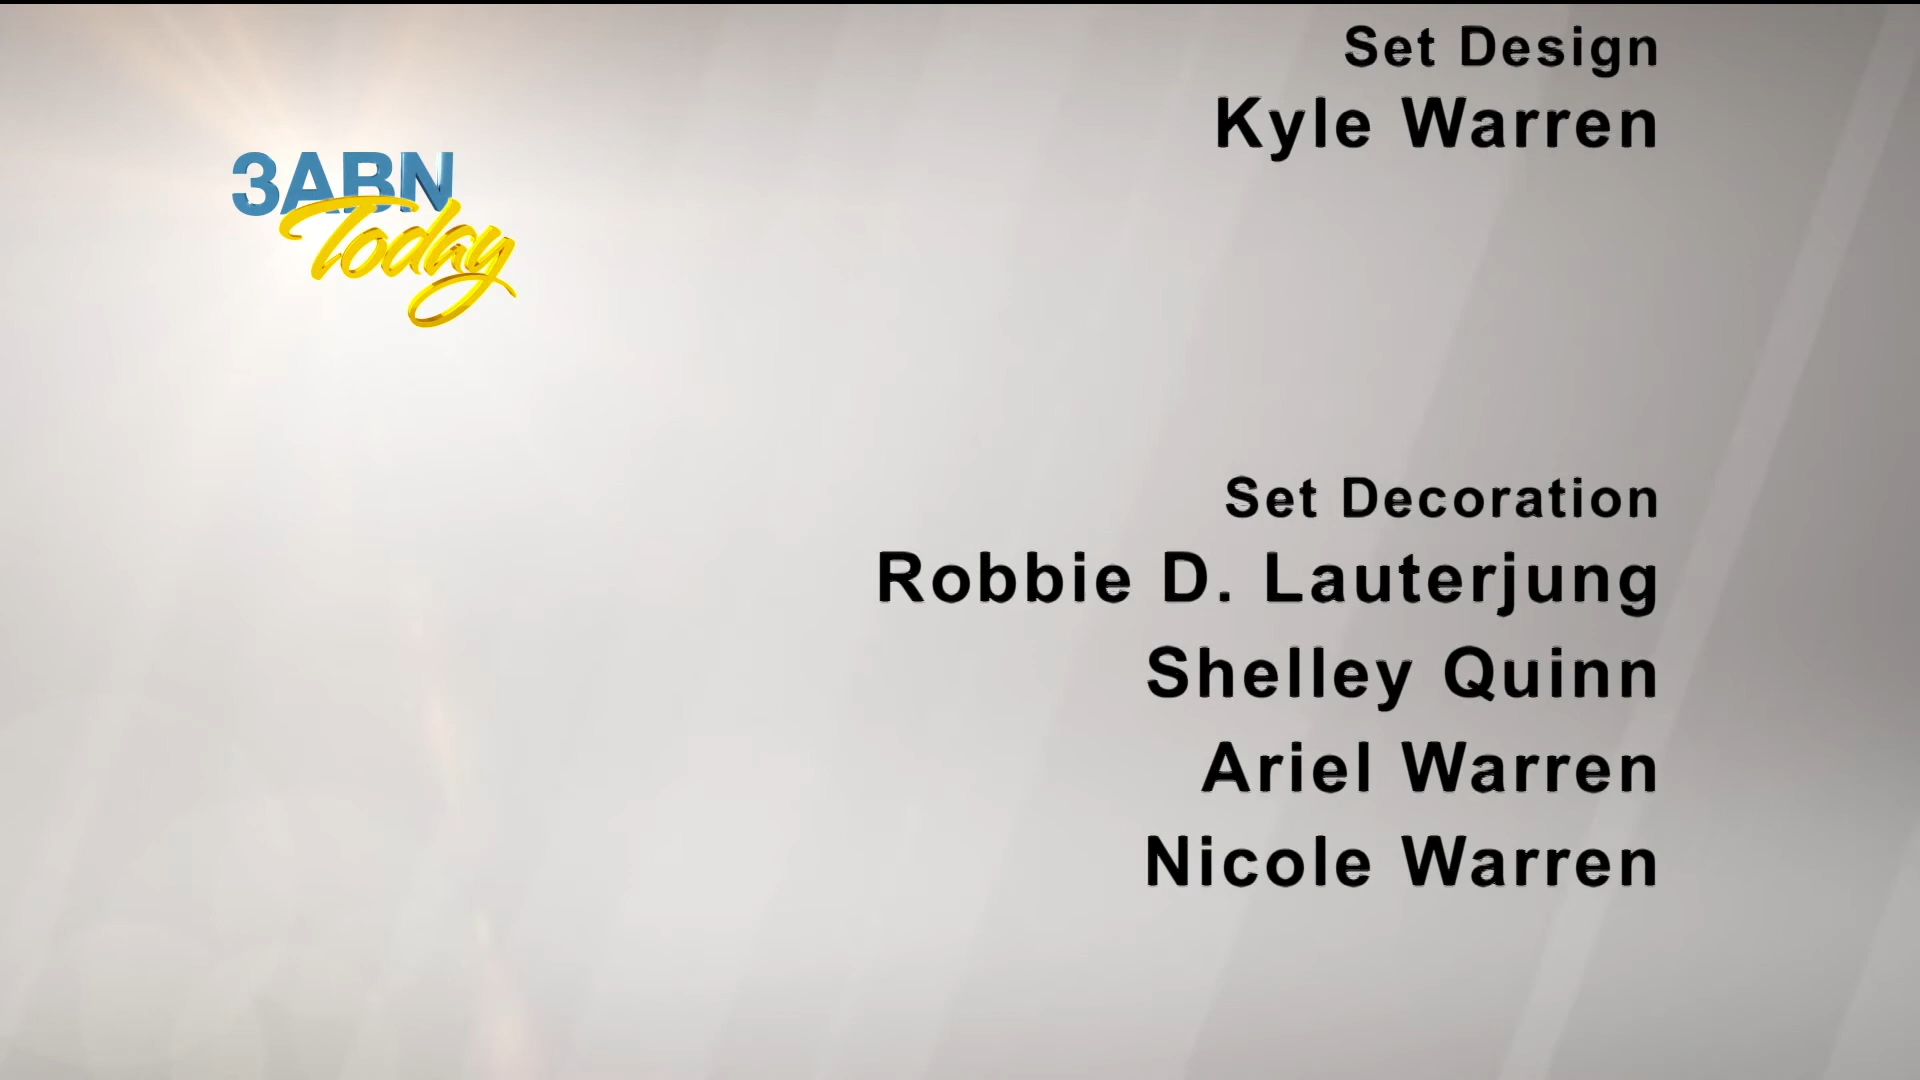 Set Design
Kyle Warren
3ABN
Today
Set Decoration
Robbie D. Lauterjung
Shelley Quinn
Ariel Warren
Nicole Warren